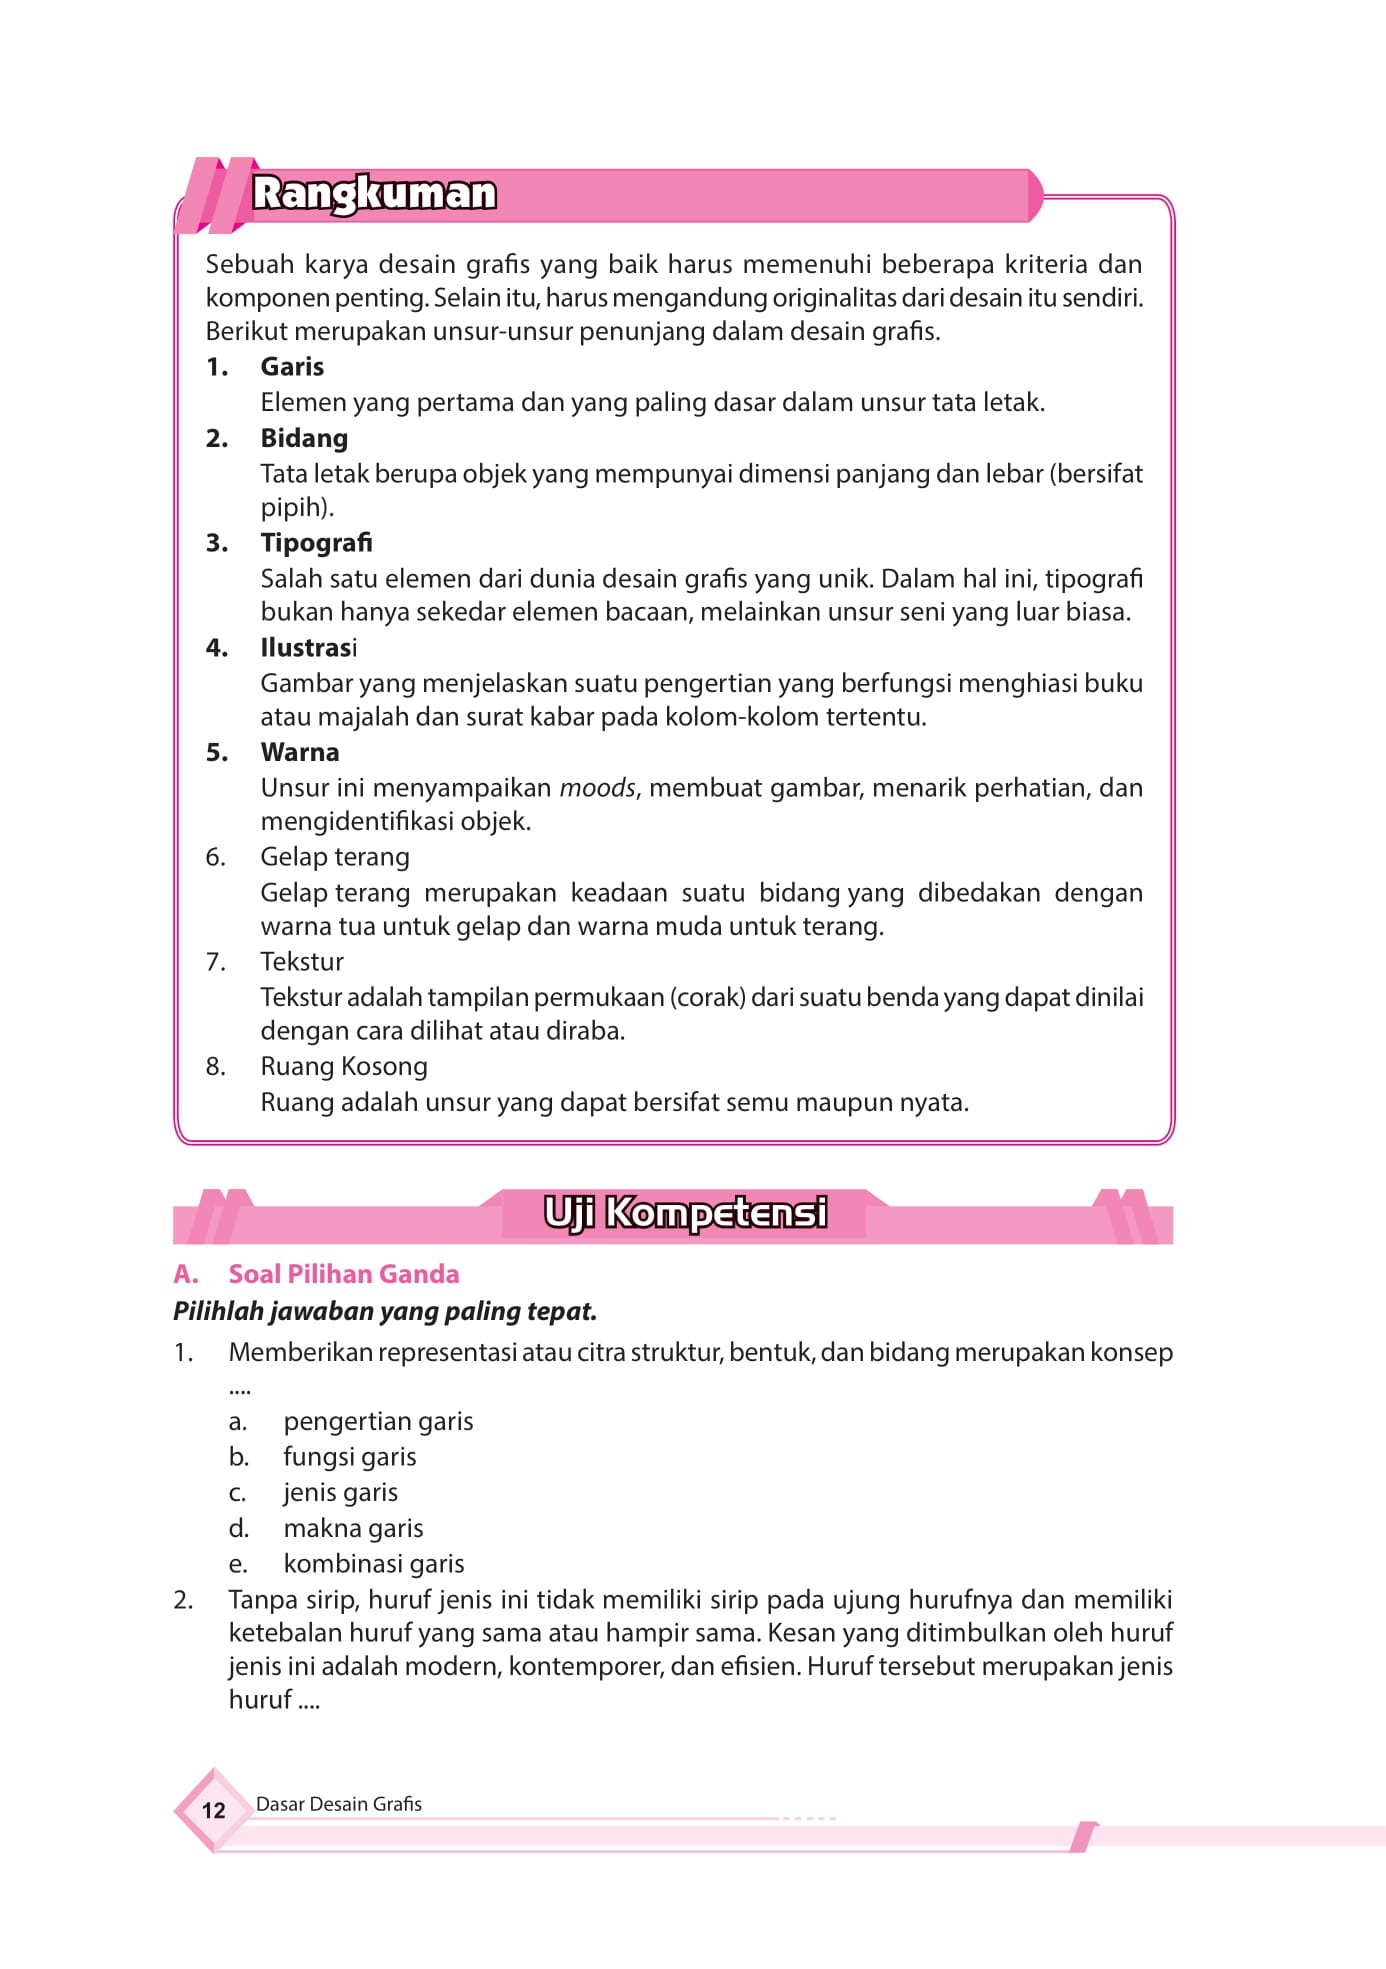 Rangkuman
Sebuah karya desain grafis yang baik harus memenuhi beberapa kriteria dan
komponen penting. Selain itu, harus mengandung originalitas dari desain itu sendiri.
Berikut merupakan unsur-unsur penunjang dalam desain grafis.
1. Garis
Elemen yang pertama dan yang paling dasar dalam unsur tata letak.
2. Bidang
Tata letak berupa objek yang mempunyai dimensi panjang dan lebar (bersifat
pipih).
3. Tipografi
Salah satu elemen dari dunia desain grafis yang unik. Dalam hal ini, tipografi
bukan hanya sekedar elemen bacaan, melainkan unsur seni yang luar biasa.
4. Ilustrasi
Gambar yang menjelaskan suatu pengertian yang berfungsi menghiasi buku
atau majalah dan surat kabar pada kolom-kolom tertentu.
5. Warna
Unsur ini menyampaikan moods, membuat gambar, menarik perhatian, dan
mengidentifikasi objek.
6. Gelap terang
Gelap terang merupakan keadaan suatu bidang yang dibedakan dengan
warna tua untuk gelap dan warna muda untuk terang.
7. Tekstur
Tekstur adalah tampilan permukaan (corak) dari suatu benda yang dapat dinilai
dengan cara dilihat atau diraba.
8. Ruang Kosong
Ruang adalah unsur yang dapat bersifat semu maupun nyata.
Uji Kompetensi
A. Soal Pilihan Ganda
Pilihlah jawaban yang paling tepat.
1. Memberikan representasi atau citra struktur, bentuk, dan bidang merupakan konsep
....
a. pengertian garis
b. fungsi garis
c. jenis garis
d. makna garis
e. kombinasi garis
2. Tanpa sirip, huruf jenis ini tidak memiliki sirip pada ujung hurufnya dan memiliki
ketebalan huruf yang sama atau hampir sama. Kesan yang ditimbulkan oleh huruf
jenis ini adalah modern, kontemporer, dan efisien. Huruf tersebut merupakan jenis
huruf ....
12 Dasar Desain Grafis